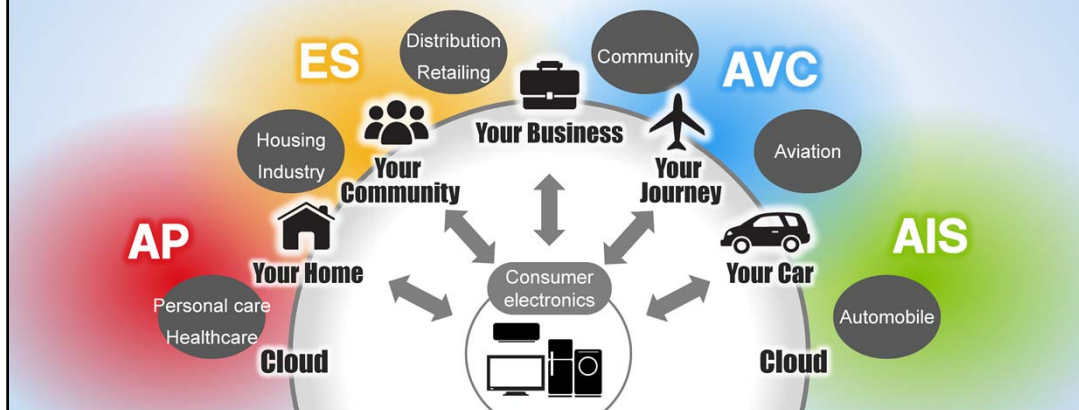 ES
Distribution
Retailing
Community
AVC
Your Business
Housing
Industry
Your
Community
Your
Journey
Aviation
AP
Your Home
Consumer
electronics
Your Car
AIS
Personal care
Healthcare
Automobile
Cloud
Cloud